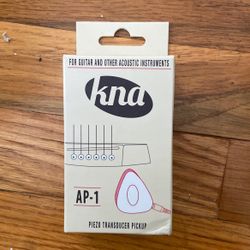 FOR GUITAR AND OTHER ACOUSTIC INSTRUMENTS
kna
AP-1
PIEZO TRANSDUCER PICKUP